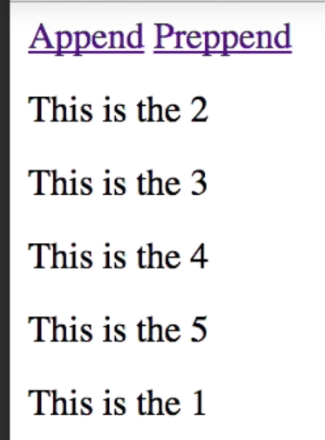 Append Preppend
This is the 2
This is the 3
This is the 4
This is the 5
This is the 1